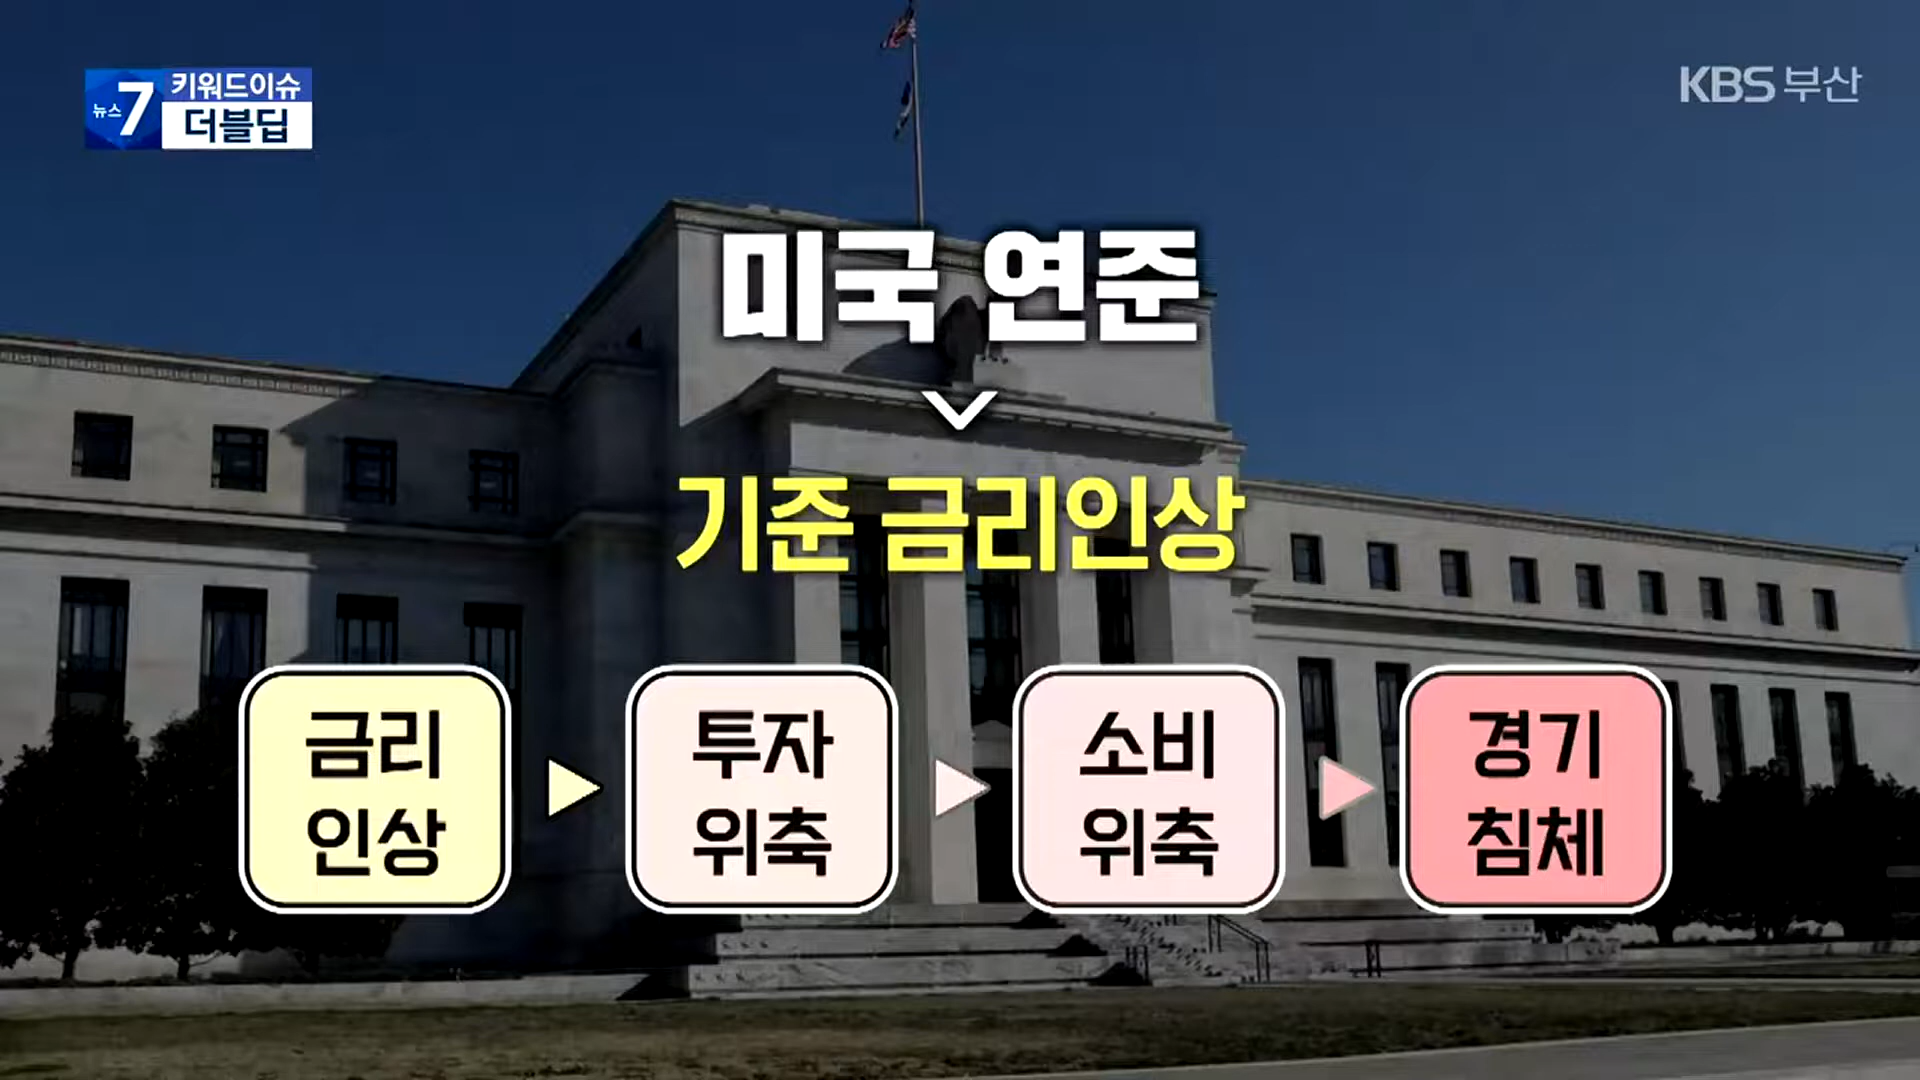 뉴스 7
키워드이슈
더블딥
KBS 부산
미국 연준
기준 금리인상
금리
인상
투자
위축
소비
위축
경기
침체